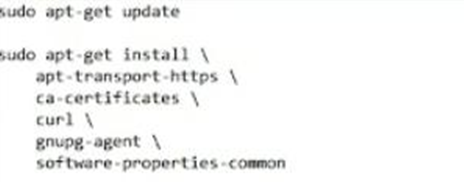 sudo apt-get update
sudo apt-get install \
apt-transport-https \
ca-certificates \
curl \
gnupg-agent \
software-properties-common